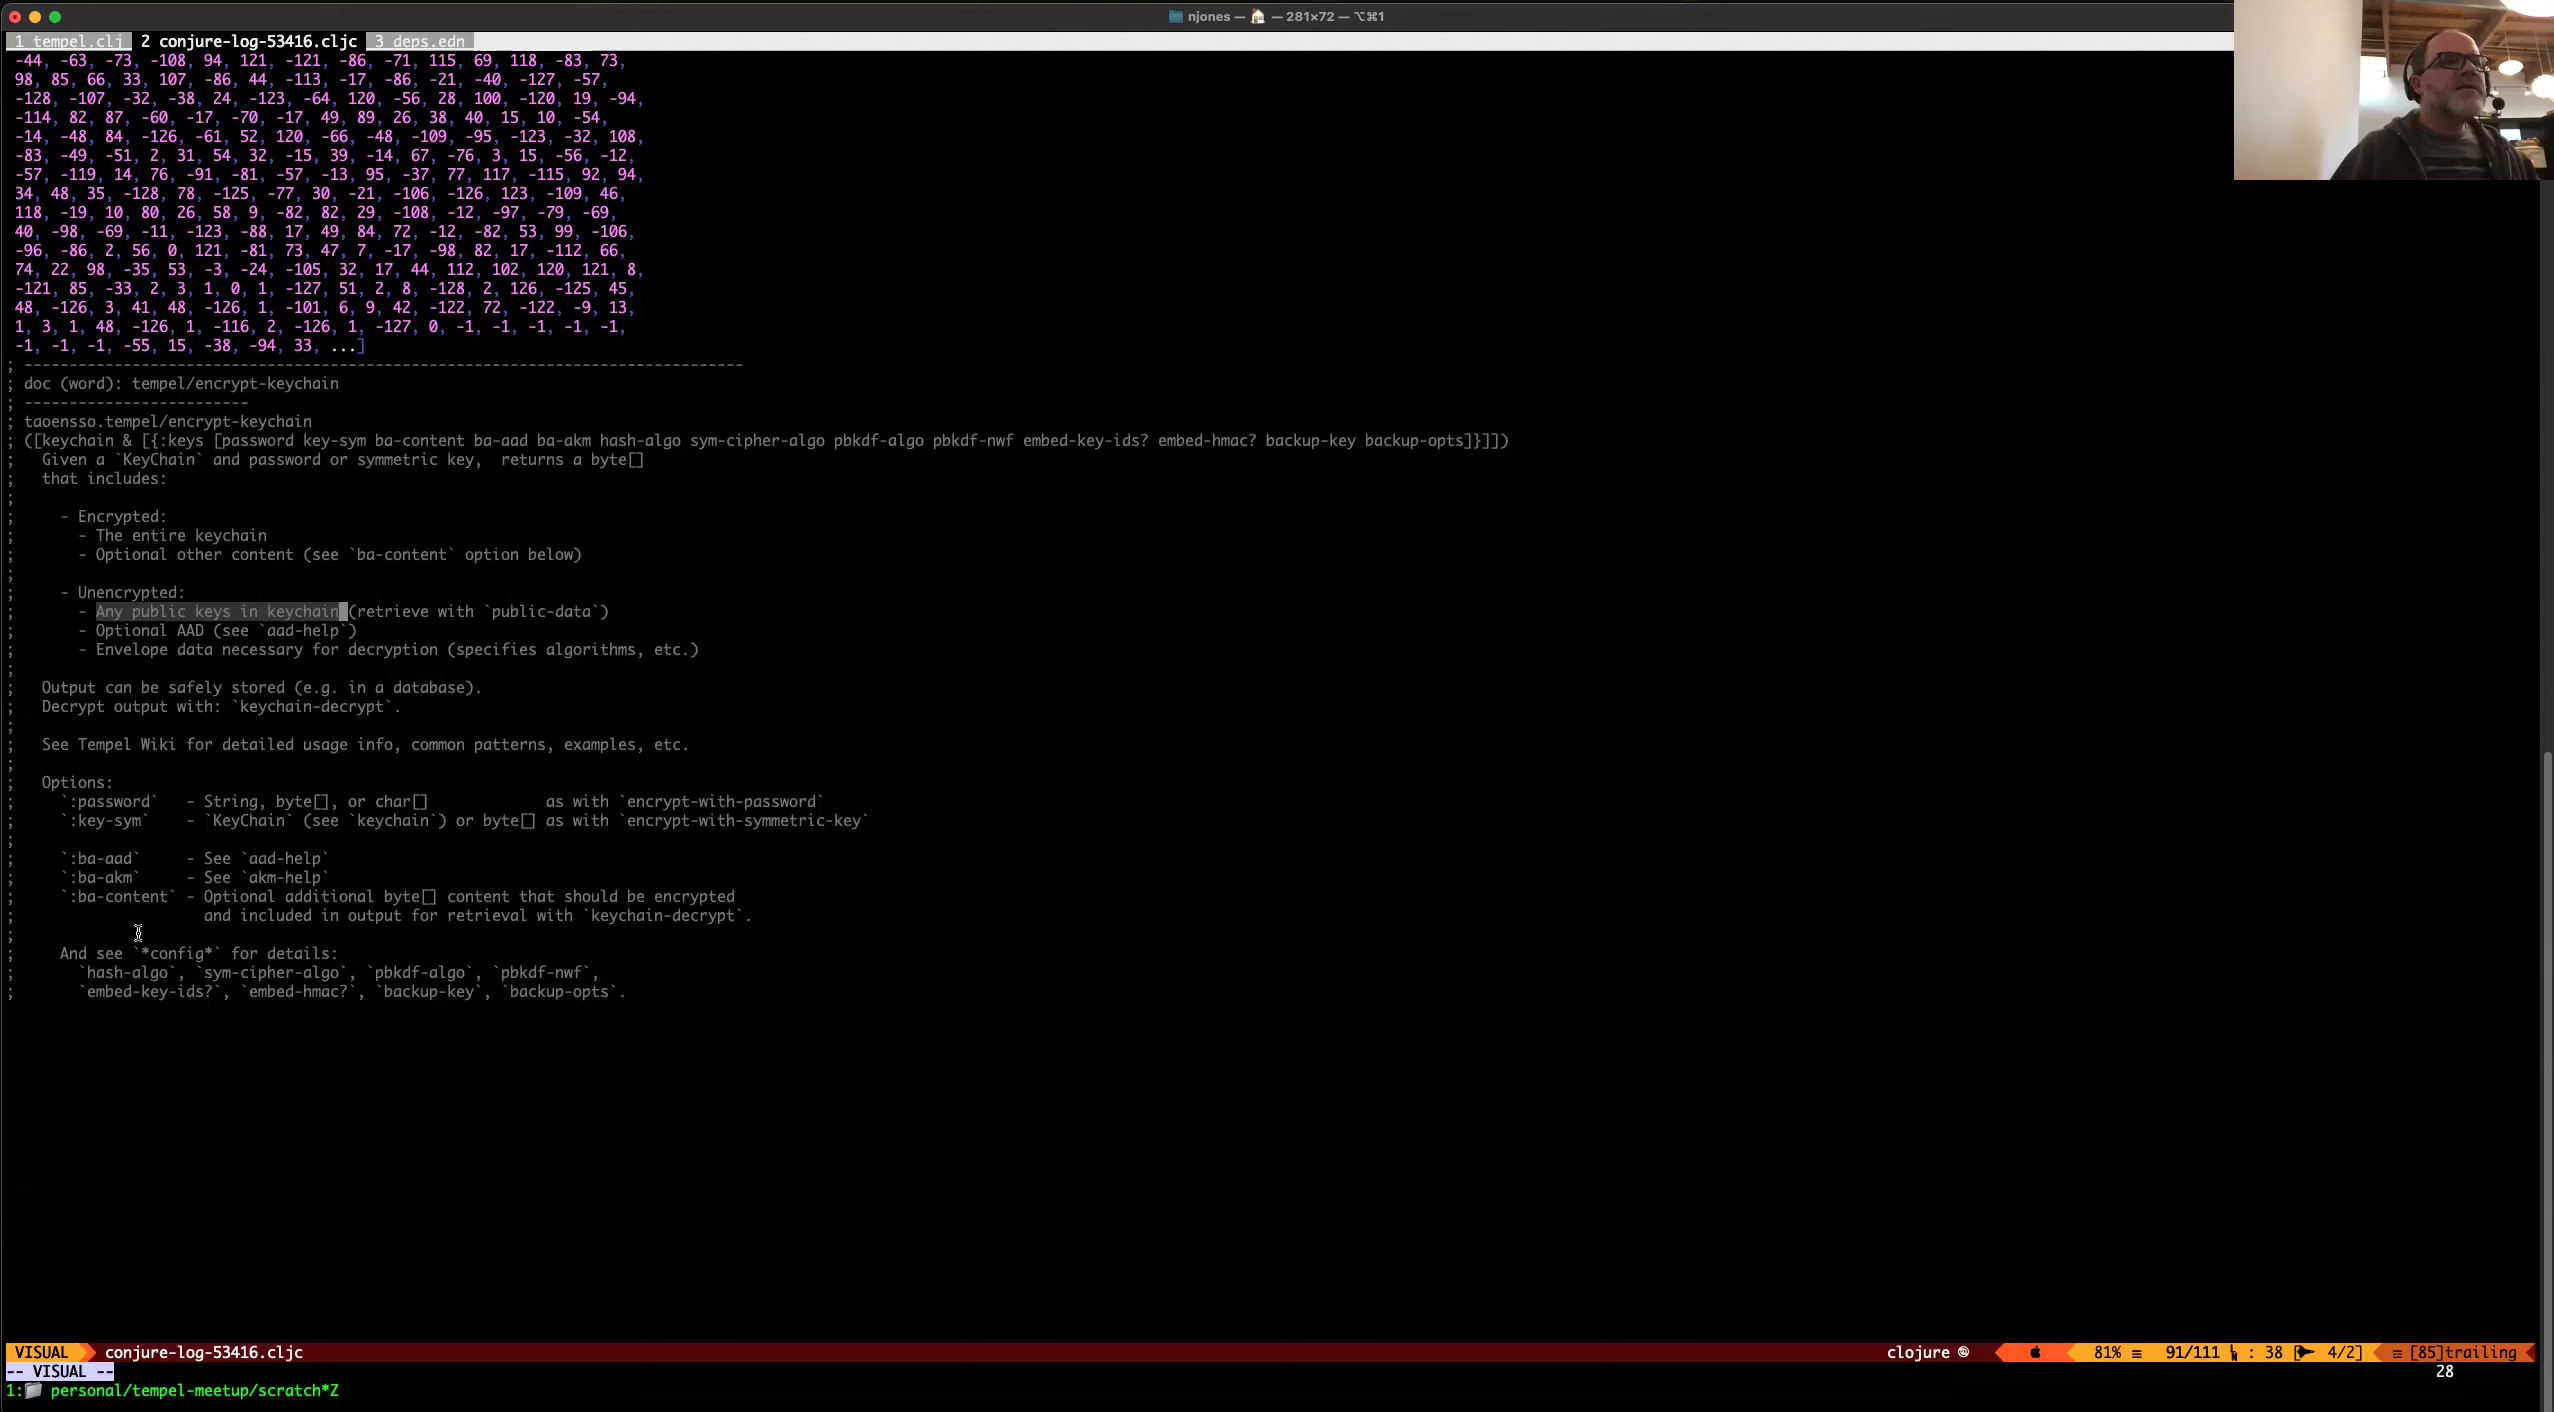 njones — 🏠 — 281×72 — ⌥⌘1
1 tempel.clj 2 conjure-log-53416.cljc 3 deps.edn
-44, -63, -73, -108, 94, 121, -121, -86, -71, 115, 69, 118, -83, 73,
98, 85, 66, 33, 107, -86, 44, -113, -17, -86, -21, -40, -127, -57,
-128, -107, -32, -38, 24, -123, -64, 120, -56, 28, 100, -120, 19, -94,
-114, 82, 87, -60, -17, -70, -17, 49, 89, 26, 38, 40, 15, 10, -54,
-14, -48, 84, -126, -61, 52, 120, -66, -48, -109, -95, -123, -32, 108,
-83, -49, -51, 2, 31, 54, 32, -15, 39, -14, 67, -76, 3, 15, -56, -12,
-57, -119, 14, 76, -91, -81, -57, -13, 95, -37, 77, 117, -115, 92, 94,
34, 48, 35, -128, 78, -125, -77, 30, -21, -106, -126, 123, -109, 46,
118, -19, 10, 80, 26, 58, 9, -82, 82, 29, -108, -12, -97, -79, -69,
40, -98, -69, -11, -123, -88, 17, 49, 84, 72, -12, -82, 53, 99, -106,
-96, -86, 2, 56, 0, 121, -81, 73, 47, 7, -17, -98, 82, 17, -112, 66,
74, 22, 98, -35, 53, -3, -24, -105, 32, 17, 44, 112, 102, 120, 121, 8,
-121, 85, -33, 2, 3, 1, 0, 1, -127, 51, 2, 8, -128, 2, 126, -125, 45,
48, -126, 3, 41, 48, -126, 1, -101, 6, 9, 42, -122, 72, -122, -9, 13,
1, 3, 1, 48, -126, 1, -116, 2, -126, 1, -127, 0, -1, -1, -1, -1, -1,
-1, -1, -1, -55, 15, -38, -94, 33, ...]
; --------------------------------------------------------------------------------
; doc (word): tempel/encrypt-keychain
; -------------------------
; taoensso.tempel/encrypt-keychain
; ([keychain & [{:keys [password key-sym ba-content ba-aad ba-akm hash-algo sym-cipher-algo pbkdf-algo pbkdf-nwf embed-key-ids? embed-hmac? backup-key backup-opts]}]])
;   Given a `KeyChain` and password or symmetric key,  returns a byte[]
;   that includes:
;
;     - Encrypted:
;       - The entire keychain
;       - Optional other content (see `ba-content` option below)
;
;     - Unencrypted:
;       - Any public keys in keychain (retrieve with `public-data`)
;       - Optional AAD (see `aad-help`)
;       - Envelope data necessary for decryption (specifies algorithms, etc.)
;
;   Output can be safely stored (e.g. in a database).
;   Decrypt output with: `keychain-decrypt`.
;
;   See Tempel Wiki for detailed usage info, common patterns, examples, etc.
;
;   Options:
;     `:password`   - String, byte[], or char[]             as with `encrypt-with-password`
;     `:key-sym`    - `KeyChain` (see `keychain`) or byte[] as with `encrypt-with-symmetric-key`
;
;     `:ba-aad`     - See `aad-help`
;     `:ba-akm`     - See `akm-help`
;     `:ba-content` - Optional additional byte[] content that should be encrypted
;                     and included in output for retrieval with `keychain-decrypt`.
;
;     And see `*config*` for details:
;       `hash-algo`, `sym-cipher-algo`, `pbkdf-algo`, `pbkdf-nwf`,
;       `embed-key-ids?`, `embed-hmac?`, `backup-key`, `backup-opts`.
VISUAL conjure-log-53416.cljc clojure 81% ≡ 91/111 : 38 4/2] ≡ [85]trailing
-- VISUAL -- 28
1: personal/tempel-meetup/scratch*Z